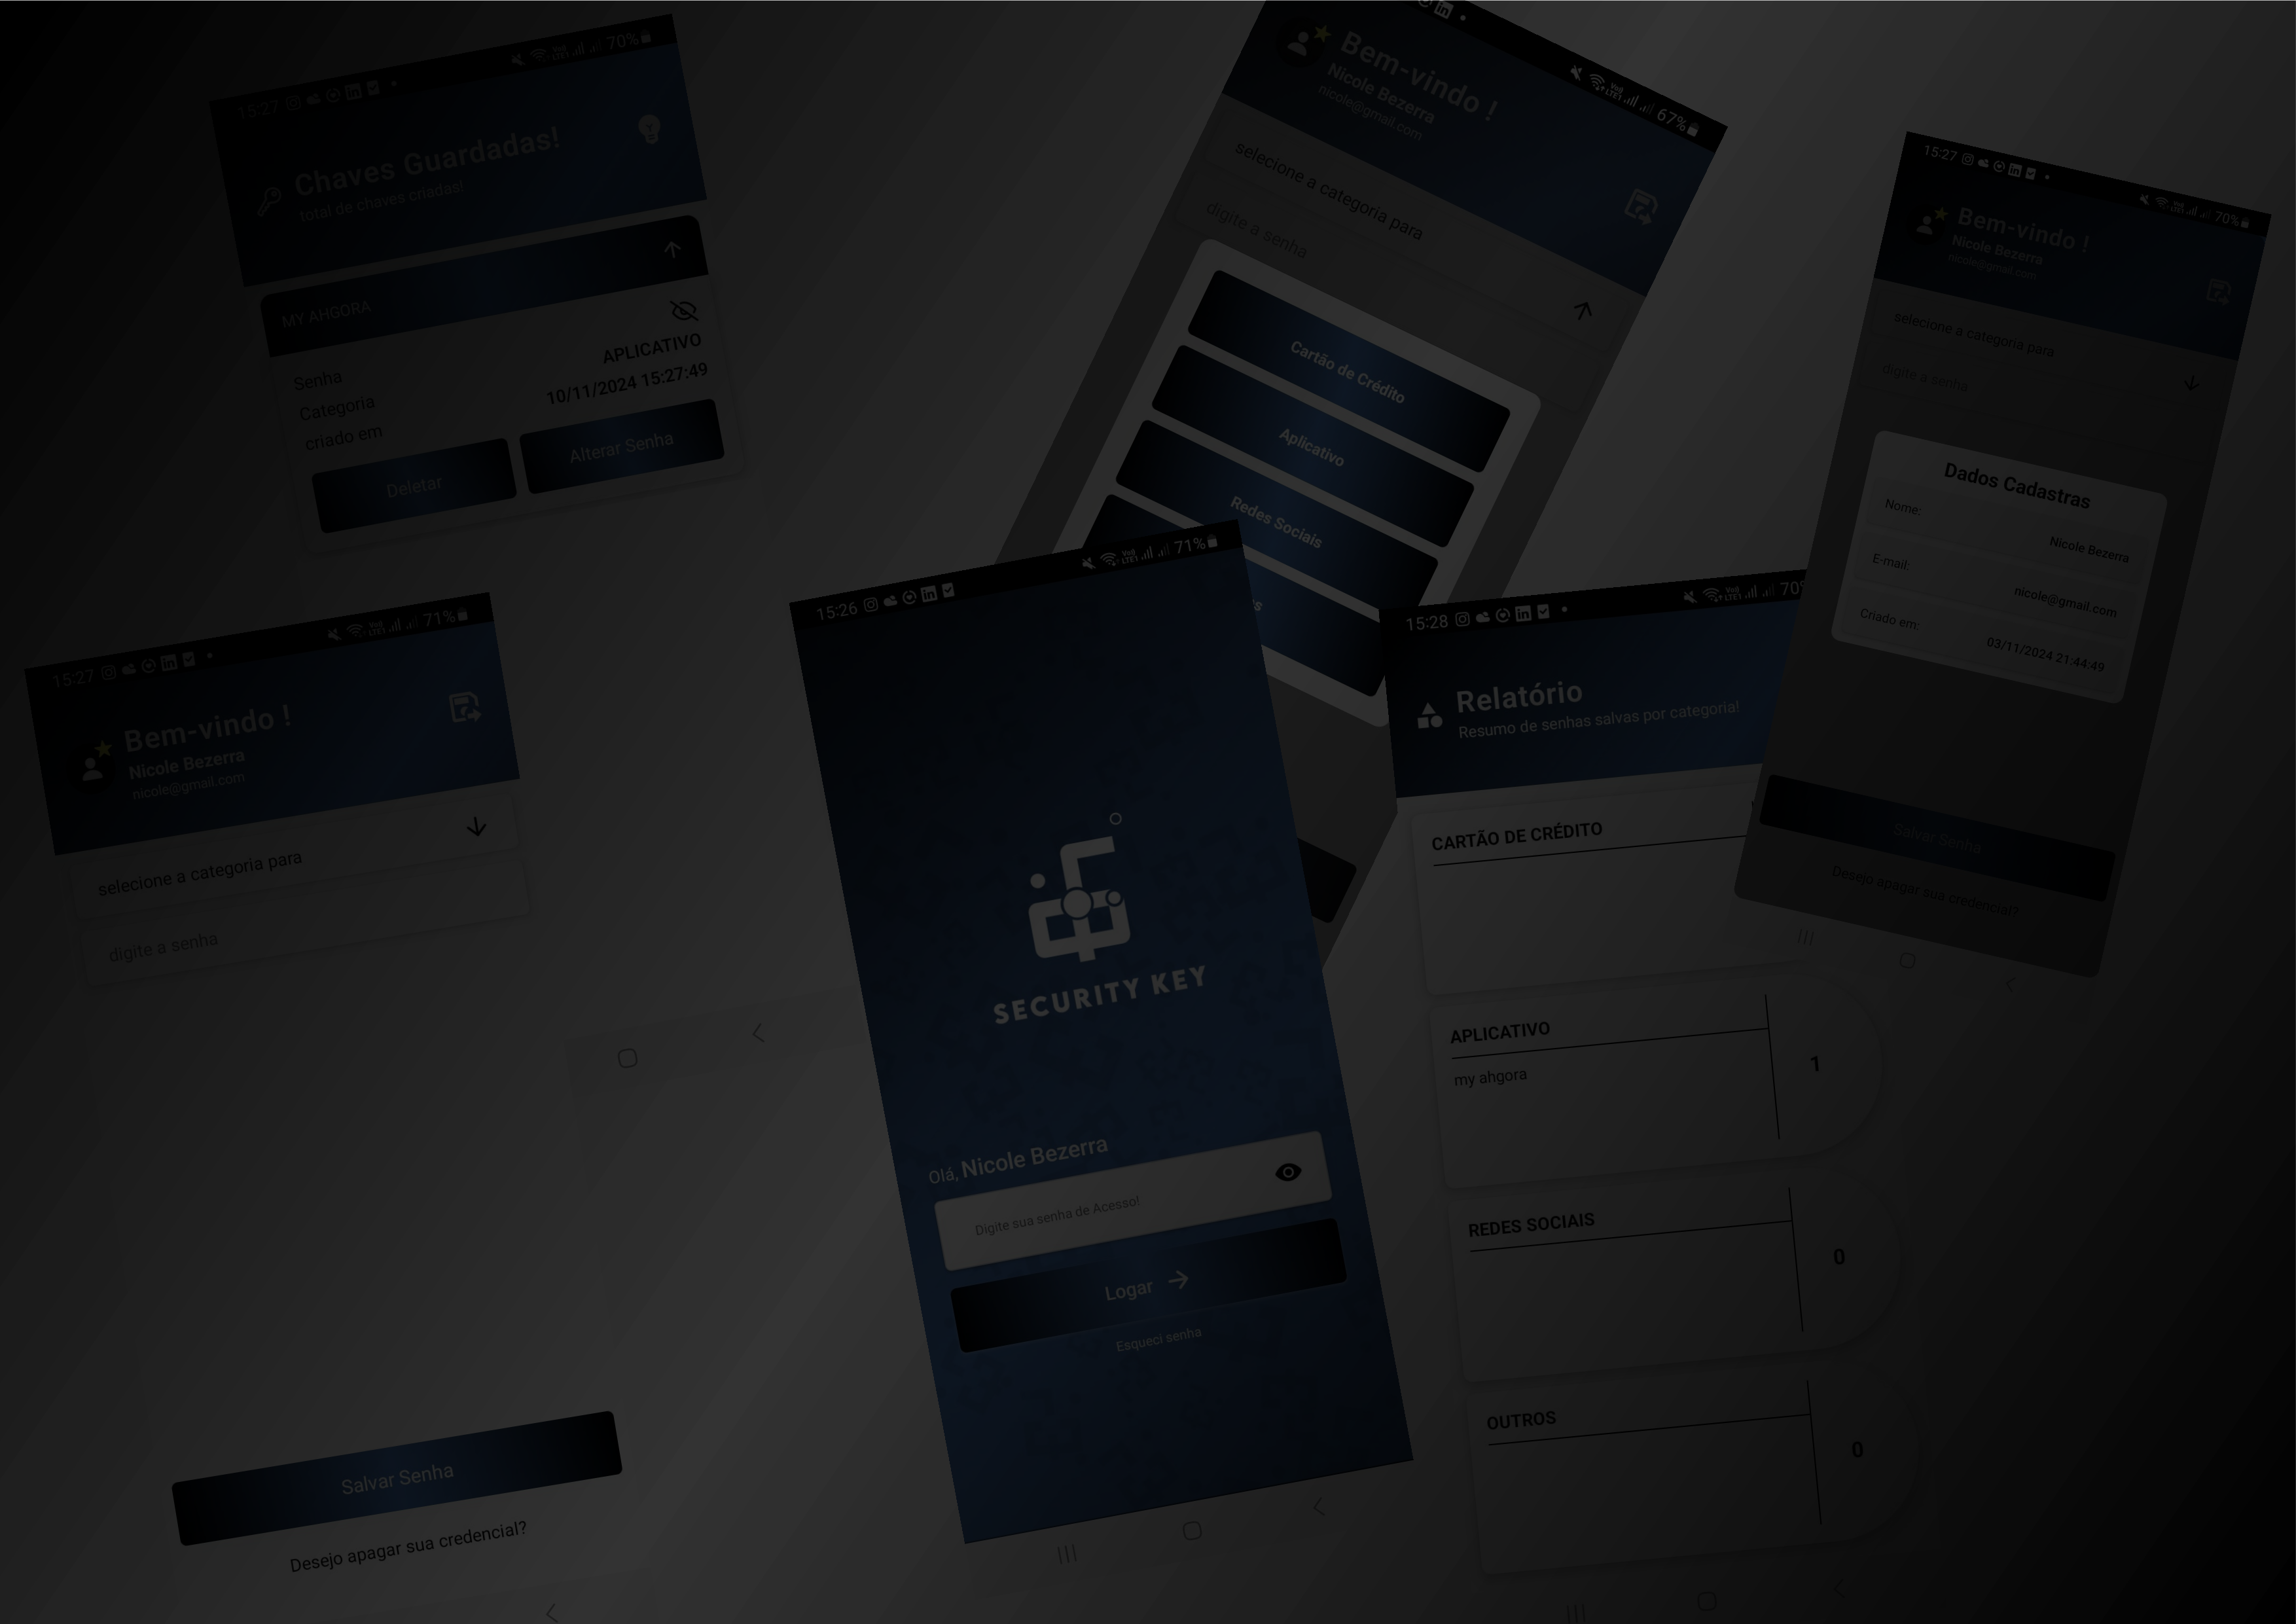 15:27 70%
Chaves Guardadas!
total de chaves criadas!
MY AHGORA
Senha
Categoria APLICATIVO
criado em 10/11/2024 15:27:49
Deletar Alterar Senha
67%
Bem-vindo !
Nicole Bezerra
nicole@gmail.com
selecione a categoria para
digite a senha
Cartão de Crédito
Aplicativo
Redes Sociais
15:27 70%
Bem-vindo !
Nicole Bezerra
nicole@gmail.com
selecione a categoria para
digite a senha
Dados Cadastras
Nome: Nicole Bezerra
E-mail: nicole@gmail.com
Criado em: 03/11/2024 21:44:49
Salvar Senha
Desejo apagar sua credencial?
15:27 71%
Bem-vindo !
Nicole Bezerra
nicole@gmail.com
selecione a categoria para
digite a senha
Salvar Senha
Desejo apagar sua credencial?
15:26 71%
SECURITY KEY
Olá, Nicole Bezerra
Digite sua senha de Acesso!
Logar
Esqueci senha
15:28
Relatório
Resumo de senhas salvas por categoria!
CARTÃO DE CRÉDITO
APLICATIVO
my ahgora
1
REDES SOCIAIS
0
OUTROS
0